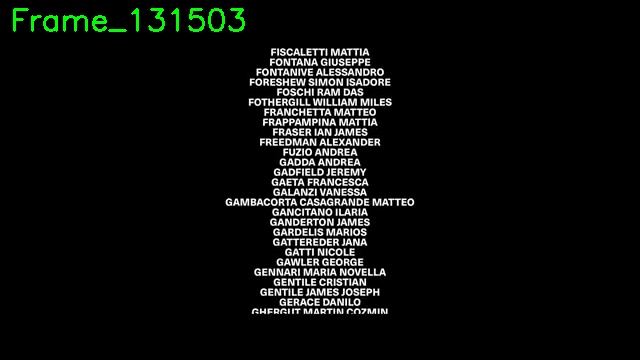 Frame_131503
FISCALETTI MATTIA
FONTANA GIUSEPPE
FONTANIVE ALESSANDRO
FORESHEW SIMON ISADORE
FOSCHI RAM DAS
FOTHERGILL WILLIAM MILES
FRANCHETTA MATTEO
FRAPPAMPINA MATTIA
FRASER IAN JAMES
FREEDMAN ALEXANDER
FUZIO ANDREA
GADDA ANDREA
GADFIELD JEREMY
GAETA FRANCESCA
GALANZI VANESSA
GAMBACORTA CASAGRANDE MATTEO
GANCITANO ILARIA
GANDERTON JAMES
GARDELIS MARIOS
GATTEREDER JANA
GATTI NICOLE
GAWLER GEORGE
GENNARI MARIA NOVELLA
GENTILE CRISTIAN
GENTILE JAMES JOSEPH
GERACE DANILO
GHERGUT MARTIN COZMIN